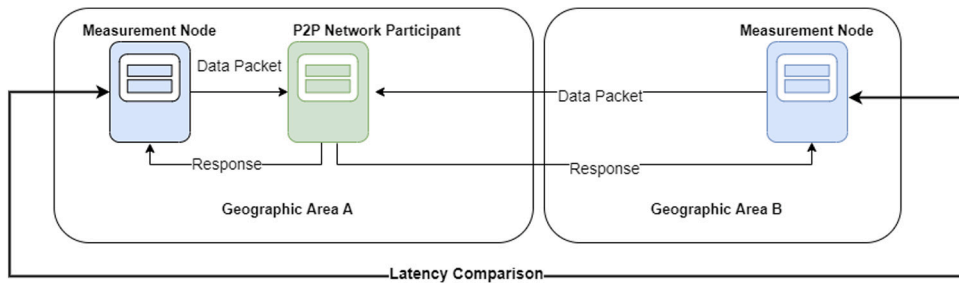 Measurement Node
P2P Network Participant
Measurement Node
Data Packet
Data Packet
Response
Response
Geographic Area A
Geographic Area B
Latency Comparison